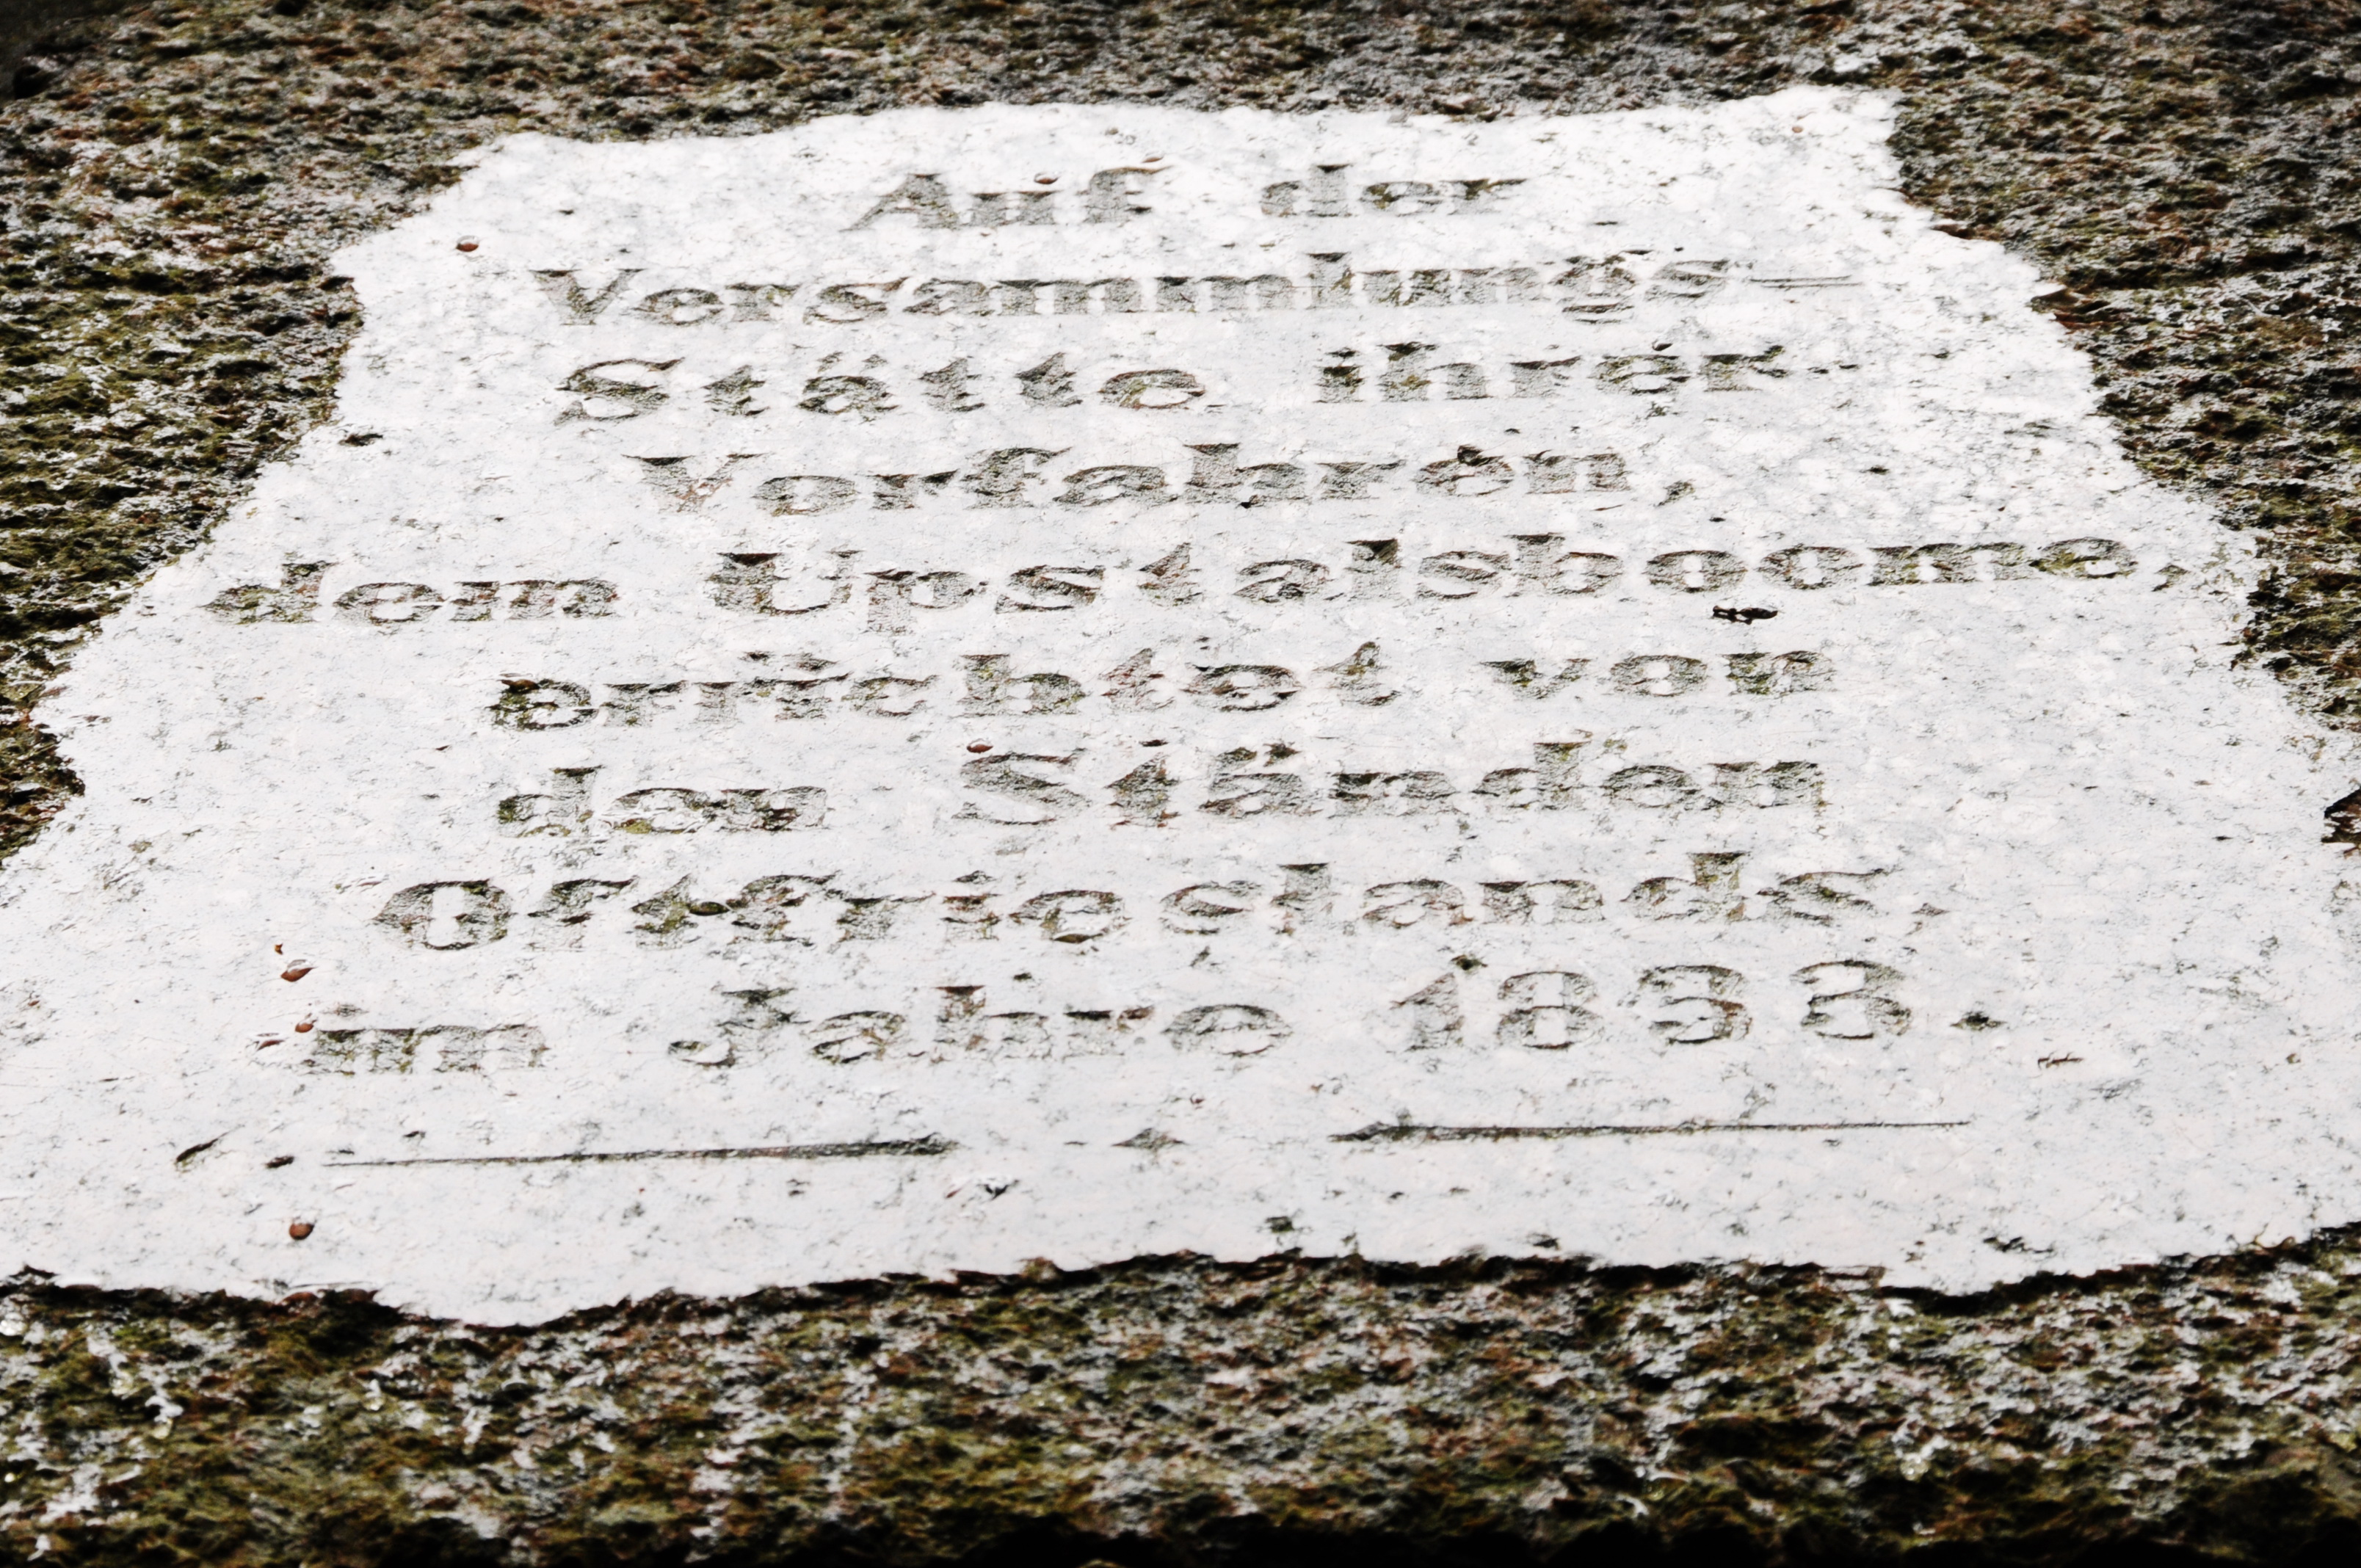 Auf der
Versammlungs-
Stätte ihrer
Vorfahren,
dem Upstalsboome,
errichtet von
den Ständen
Oſtfrieslands,
im Jahre 1833.